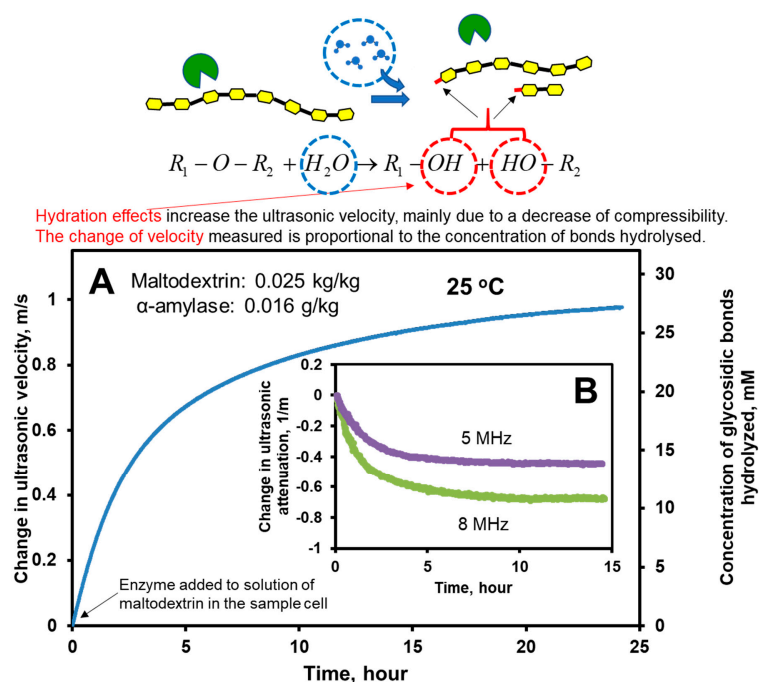 R₁ – O – R₂ + H₂O → R₁ – OH + HO – R₂
Hydration effects increase the ultrasonic velocity, mainly due to a decrease of compressibility.
The change of velocity measured is proportional to the concentration of bonds hydrolysed.
A
Maltodextrin: 0.025 kg/kg
α-amylase: 0.016 g/kg
25 °C
Change in ultrasonic velocity, m/s
1
0.8
0.6
0.4
0.2
0
Enzyme added to solution of
maltodextrin in the sample cell
0 5 10 15 20 25
Time, hour
B
Change in ultrasonic
attenuation, 1/m
0
-0.2
-0.4
-0.6
-0.8
-1
5 MHz
8 MHz
0 5 10 15
Time, hour
30
25
20
15
10
5
0
Concentration of glycosidic bonds
hydrolyzed, mM